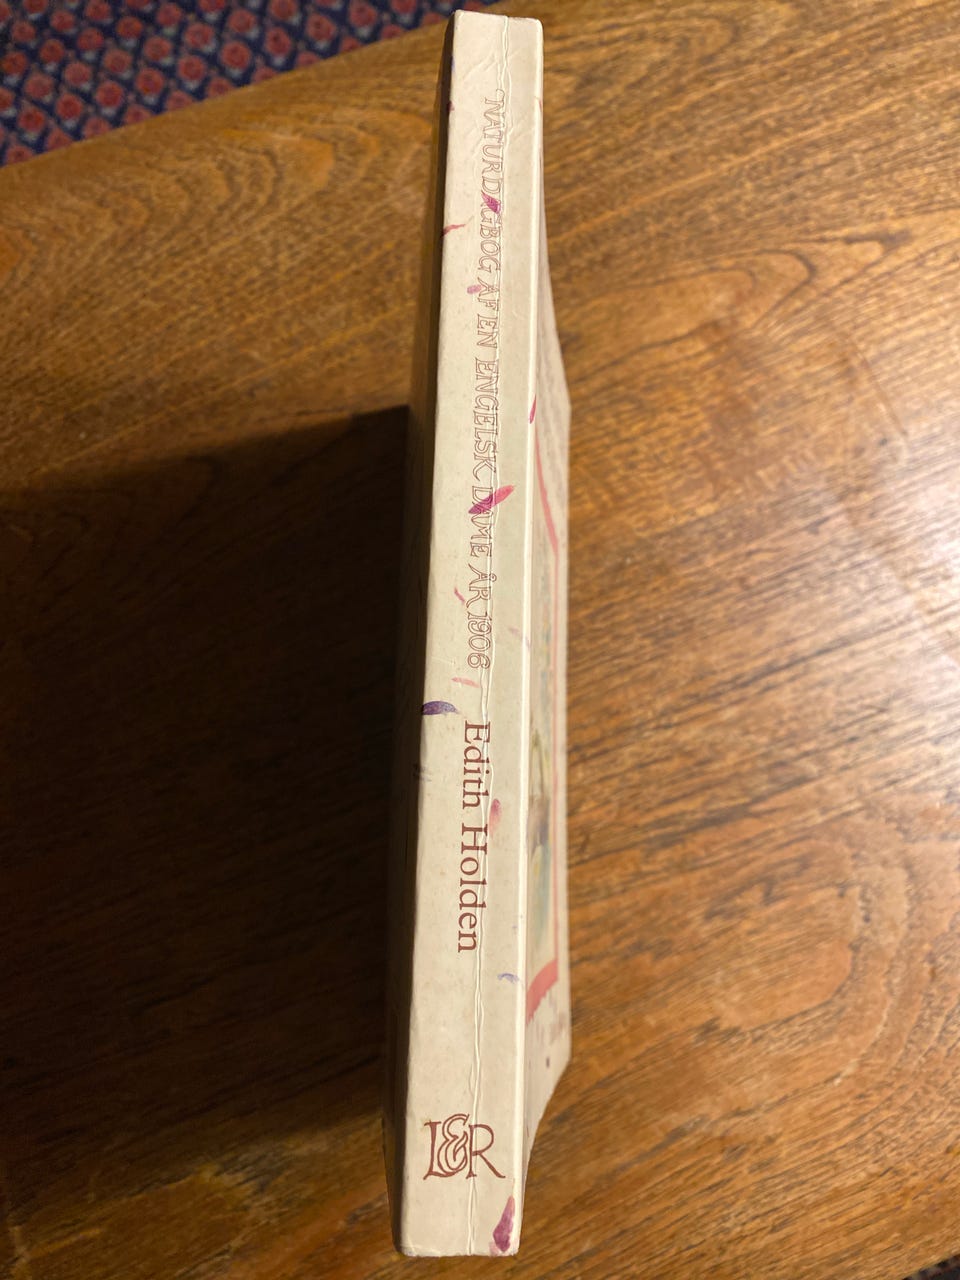 NATURDAGBOG AF EN ENGELSK DAME ÅR 1906
Edith Holden
L&R